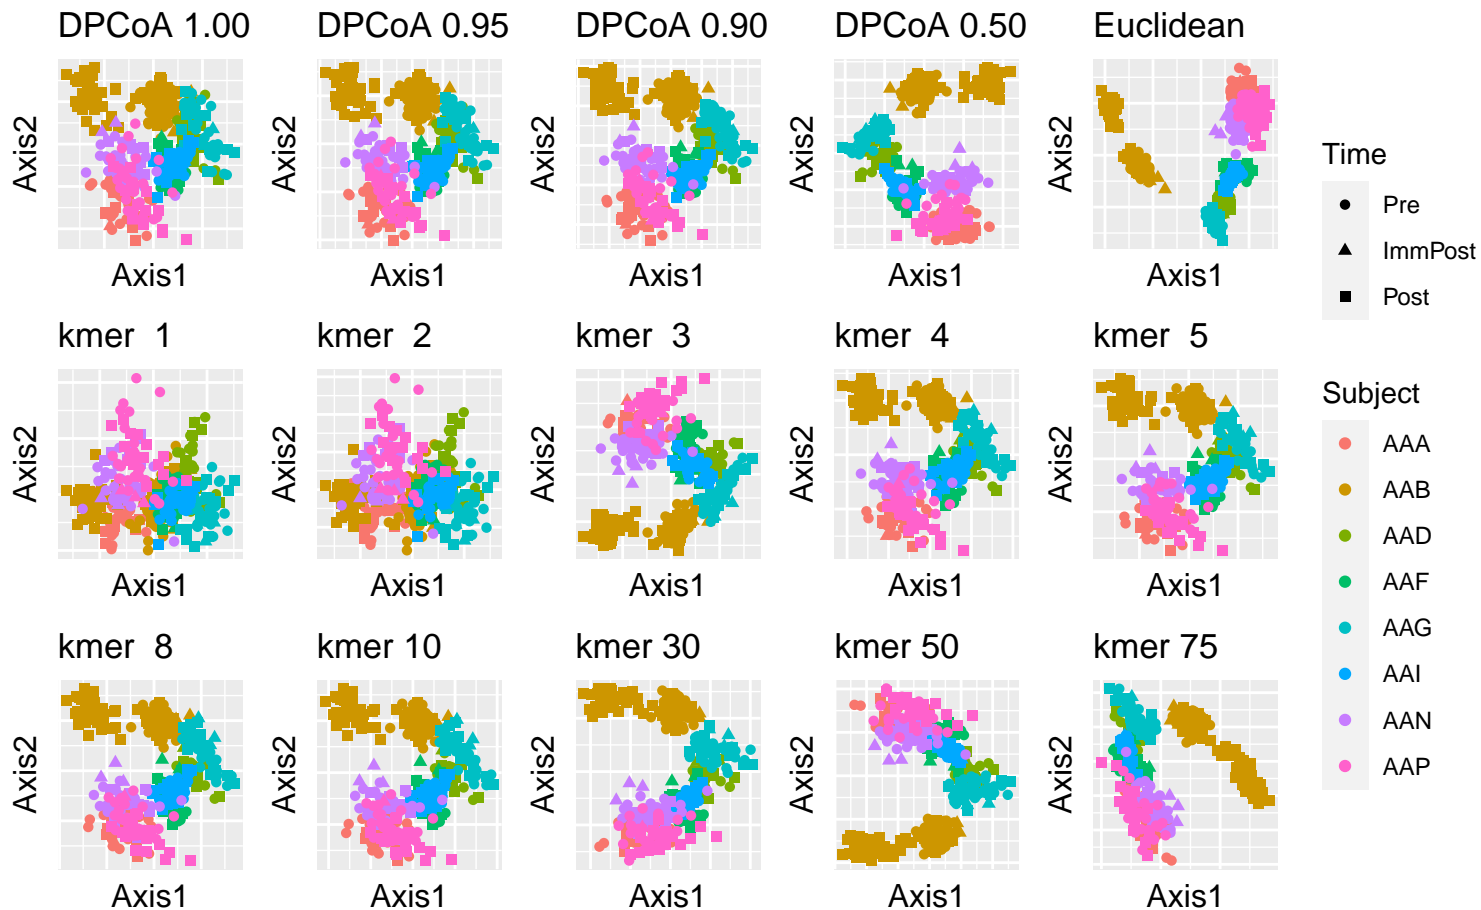 DPCoA 1.00
DPCoA 0.95
DPCoA 0.90
DPCoA 0.50
Euclidean
Axis2
Axis2
Axis2
Axis2
Axis2
Axis1
Axis1
Axis1
Axis1
Axis1
kmer 1
kmer 2
kmer 3
kmer 4
kmer 5
Axis2
Axis2
Axis2
Axis2
Axis2
Axis1
Axis1
Axis1
Axis1
Axis1
kmer 8
kmer 10
kmer 30
kmer 50
kmer 75
Axis2
Axis2
Axis2
Axis2
Axis2
Axis1
Axis1
Axis1
Axis1
Axis1
Time
Pre
ImmPost
Post
Subject
AAA
AAB
AAD
AAF
AAG
AAI
AAN
AAP